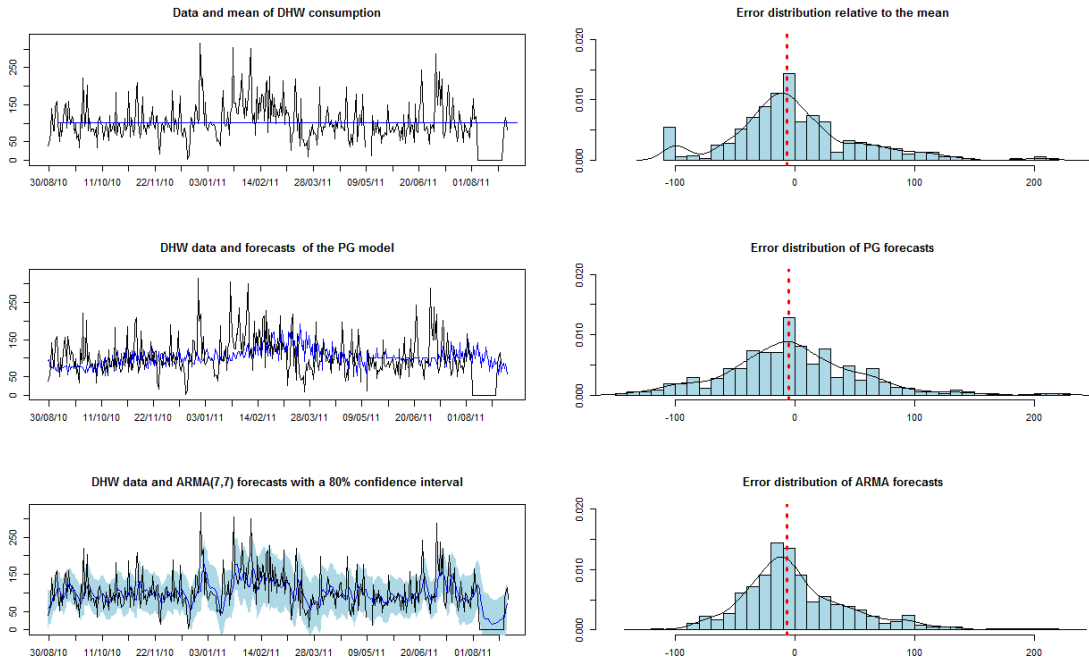 Data and mean of DHW consumption
250
150
50
0
30/08/10 11/10/10 22/11/10 03/01/11 14/02/11 28/03/11 09/05/11 20/06/11 01/08/11
Error distribution relative to the mean
0.020
0.010
0.000
-100 0 100 200
DHW data and forecasts of the PG model
250
150
50
0
30/08/10 11/10/10 22/11/10 03/01/11 14/02/11 28/03/11 09/05/11 20/06/11 01/08/11
Error distribution of PG forecasts
0.020
0.010
0.000
-100 0 100 200
DHW data and ARMA(7,7) forecasts with a 80% confidence interval
250
150
50
0
30/08/10 11/10/10 22/11/10 03/01/11 14/02/11 28/03/11 09/05/11 20/06/11 01/08/11
Error distribution of ARMA forecasts
0.020
0.010
0.000
-100 0 100 200